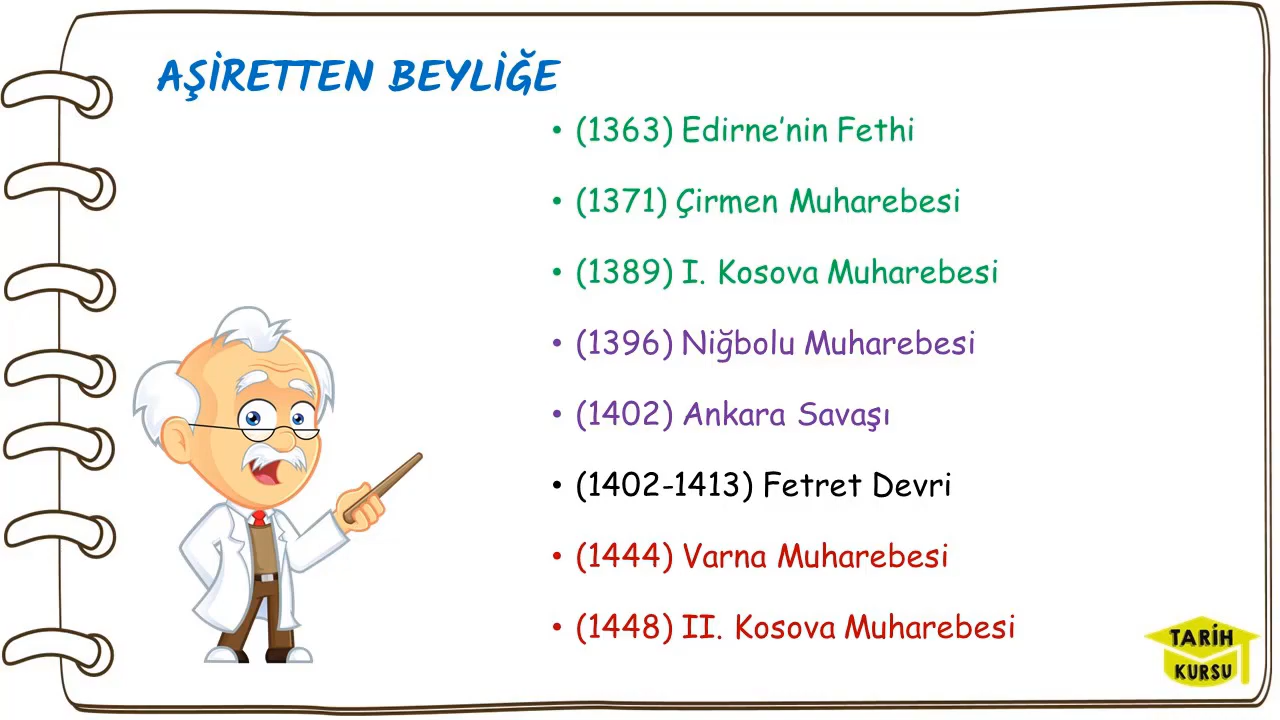 AŞİRETTEN BEYLİĞE
• (1363) Edirne’nin Fethi
• (1371) Çirmen Muharebesi
• (1389) I. Kosova Muharebesi
• (1396) Niğbolu Muharebesi
• (1402) Ankara Savaşı
• (1402-1413) Fetret Devri
• (1444) Varna Muharebesi
• (1448) II. Kosova Muharebesi
TARİH
KURSU